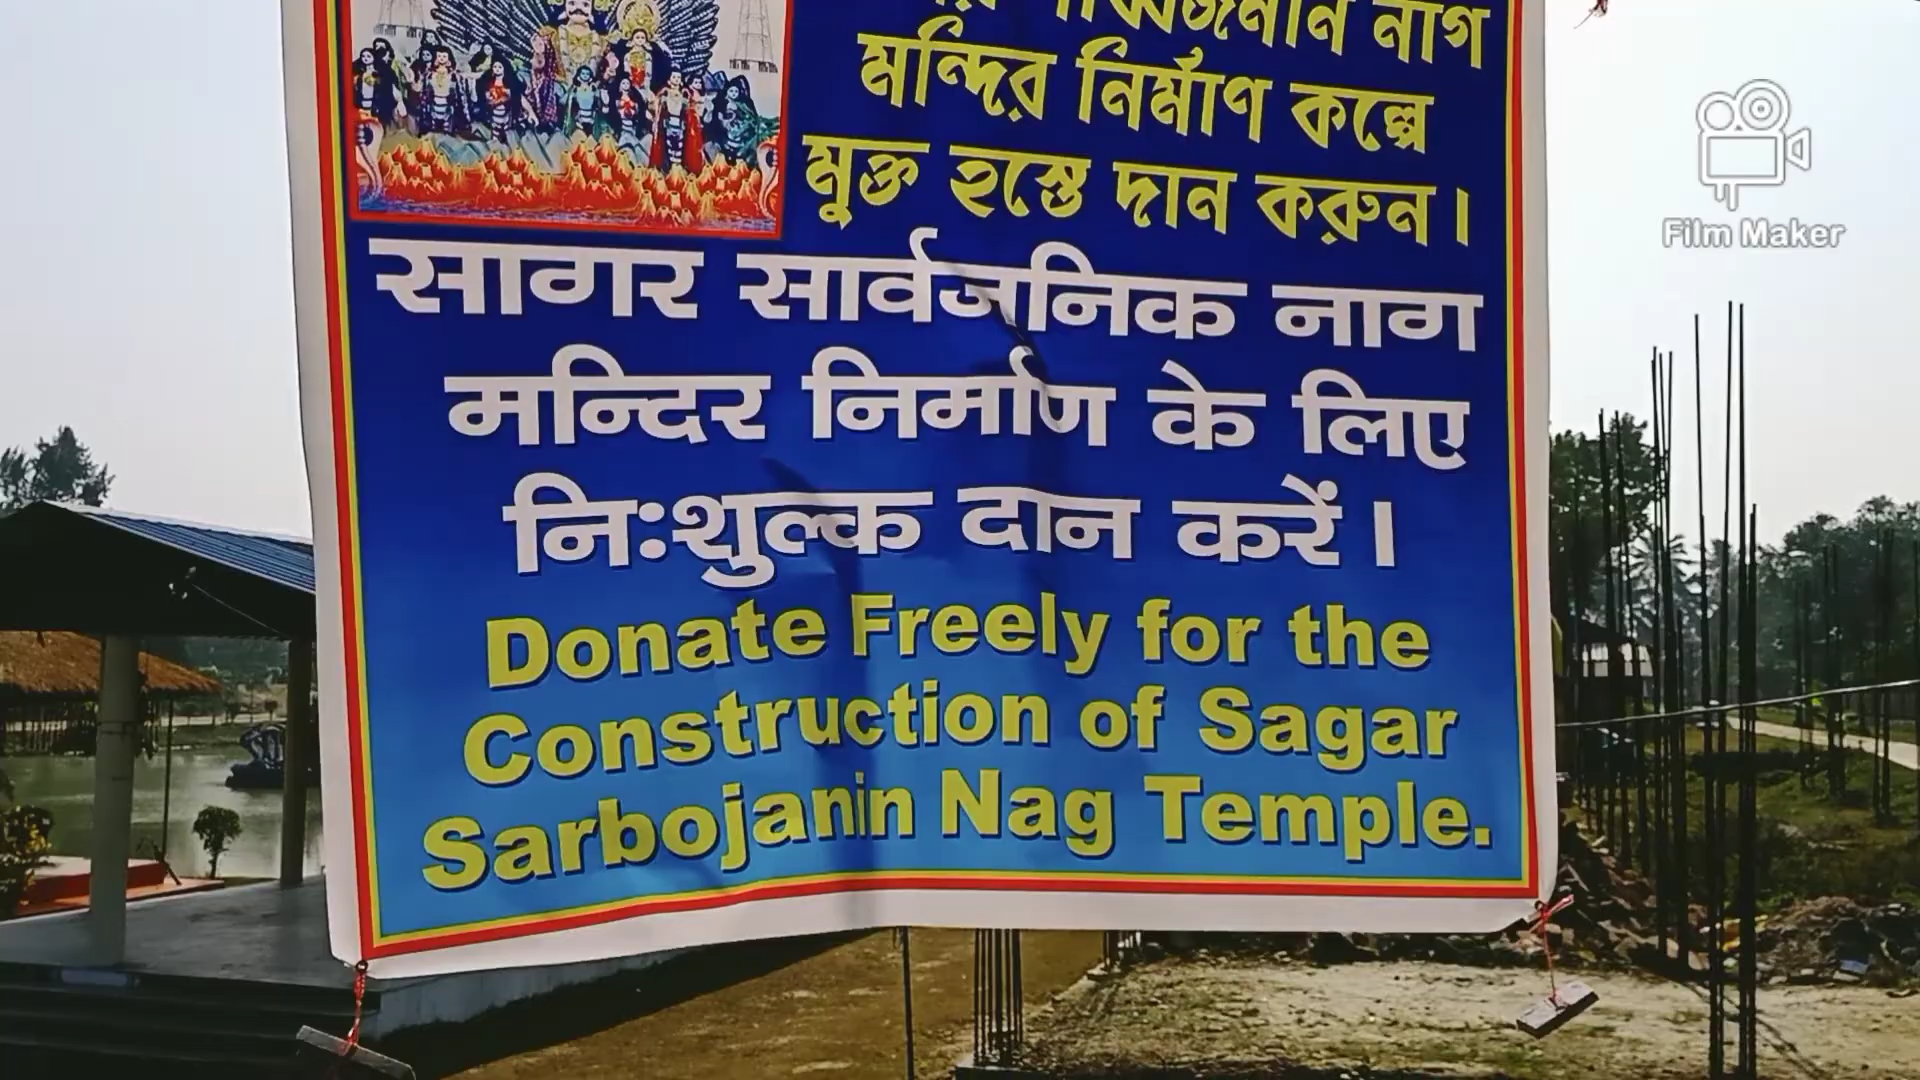 নাগ
মন্দির নির্মাণ কল্পে
মুক্ত হস্তে দান করুন।
सागर सार्वजनिक नाग
मन्दिर निर्माण के लिए
निःशुल्क दान करें।
Donate Freely for the
Construction of Sagar
Sarbojanin Nag Temple.
Film Maker